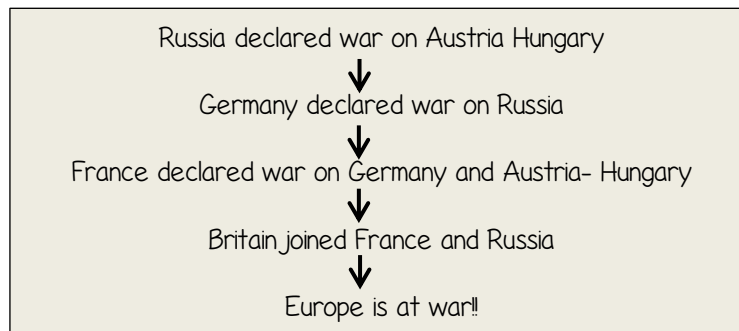 Russia declared war on Austria Hungary
Germany declared war on Russia
France declared war on Germany and Austria- Hungary
Britain joined France and Russia
Europe is at war!!